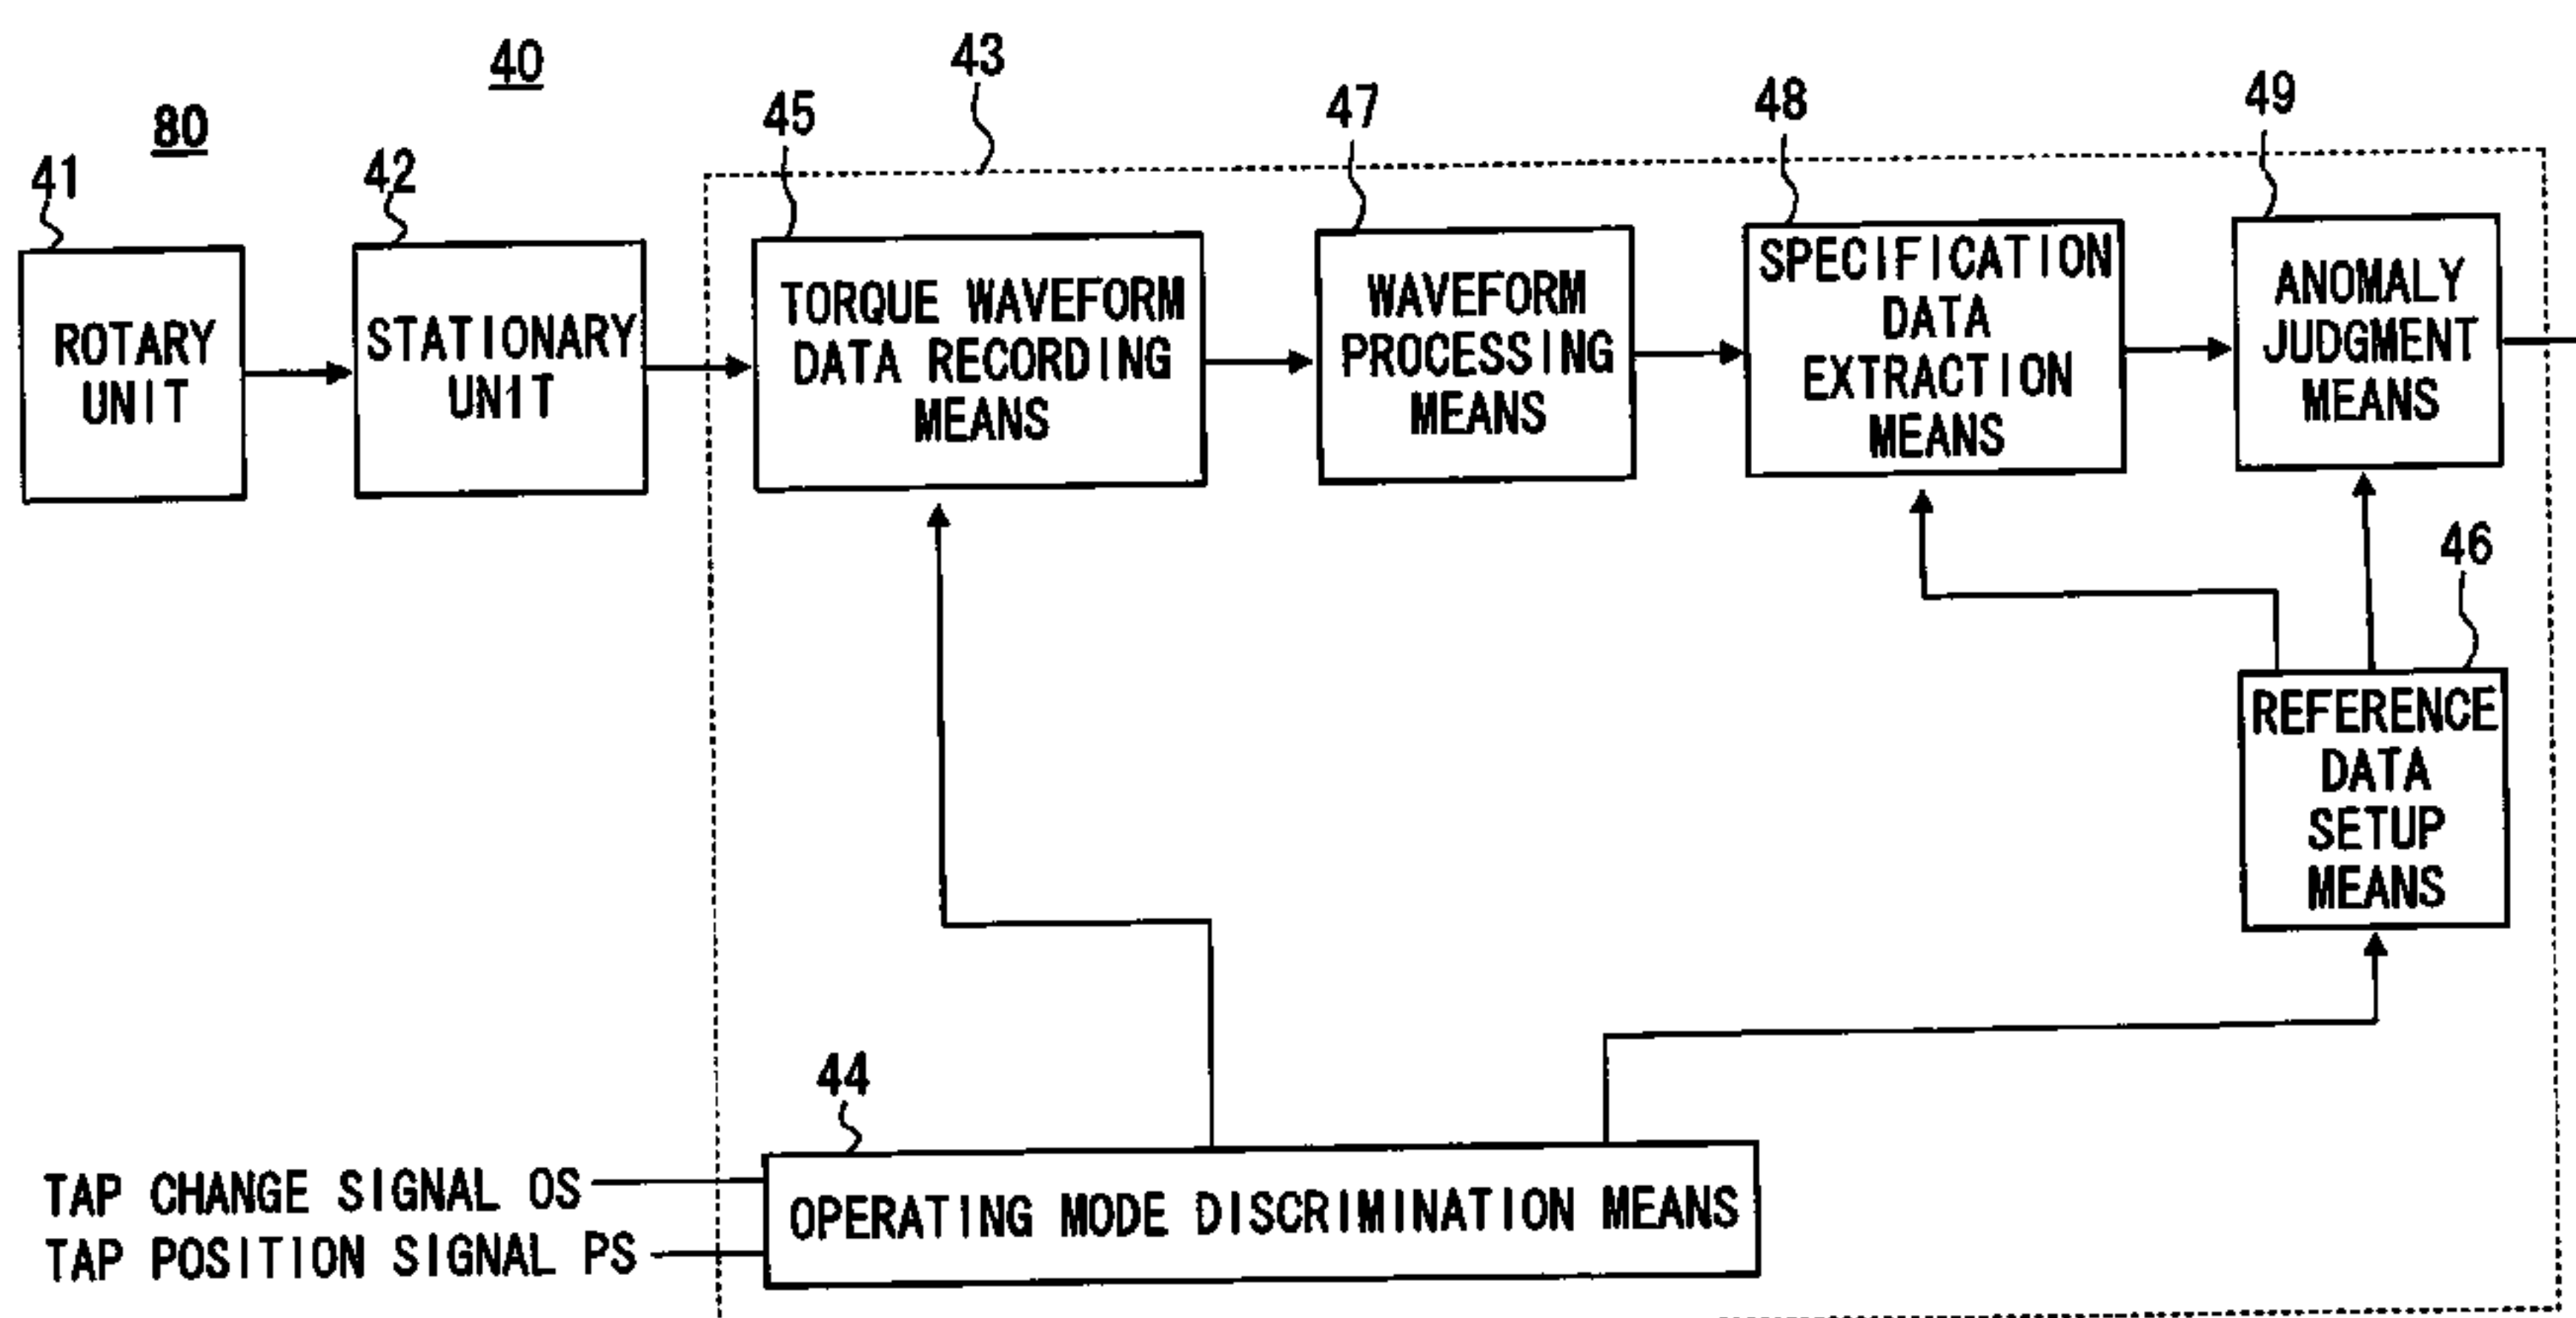 40
43
80
45
47
48
49
41
42
ROTARY
UNIT
STATIONARY
UNIT
TORQUE WAVEFORM
DATA RECORDING
MEANS
WAVEFORM
PROCESSING
MEANS
SPECIFICATION
DATA
EXTRACTION
MEANS
ANOMALY
JUDGMENT
MEANS
46
REFERENCE
DATA
SETUP
MEANS
44
TAP CHANGE SIGNAL OS
TAP POSITION SIGNAL PS
OPERATING MODE DISCRIMINATION MEANS